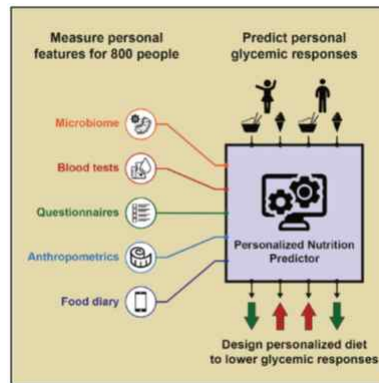 Measure personal
features for 800 people
Predict personal
glycemic responses
Microbiome
Blood tests
Questionnaires
Anthropometrics
Food diary
Personalized Nutrition
Predictor
Design personalized diet
to lower glycemic responses